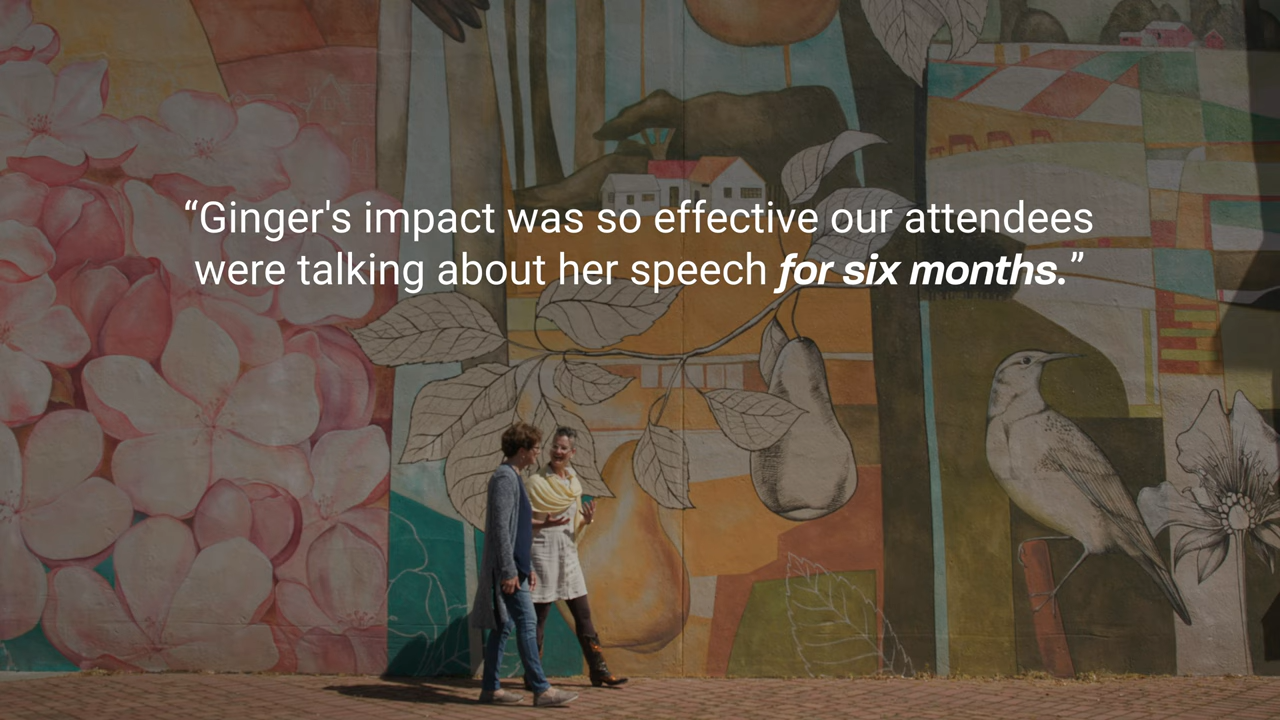 “Ginger's impact was so effective our attendees
were talking about her speech for six months.”